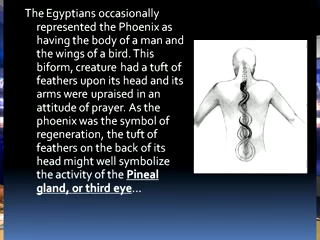 The Egyptians occasionally
represented the Phoenix as
having the body of a man and
the wings of a bird. This
biform, creature had a tuft of
feathers upon its head and its
arms were upraised in an
attitude of prayer. As the
phoenix was the symbol of
regeneration, the tuft of
feathers on the back of its
head might well symbolize
the activity of the Pineal
gland, or third eye...